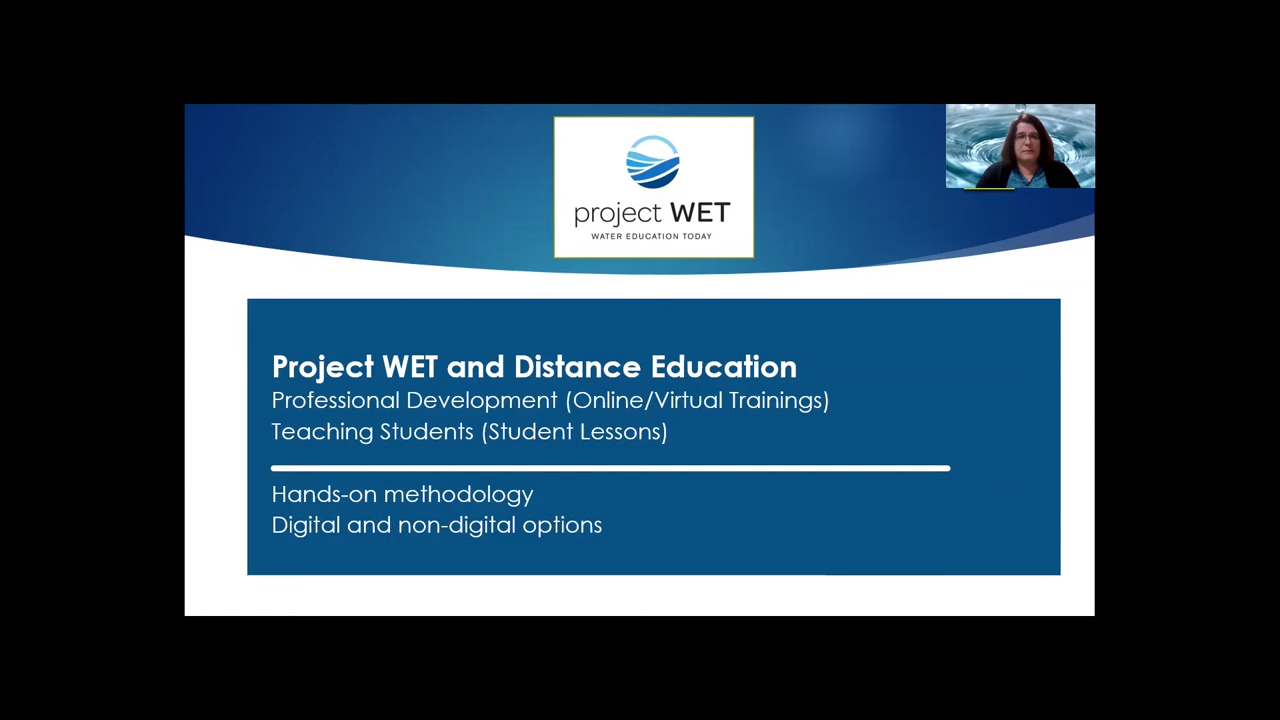 project WET
WATER EDUCATION TODAY
Project WET and Distance Education
Professional Development (Online/Virtual Trainings)
Teaching Students (Student Lessons)
Hands-on methodology
Digital and non-digital options